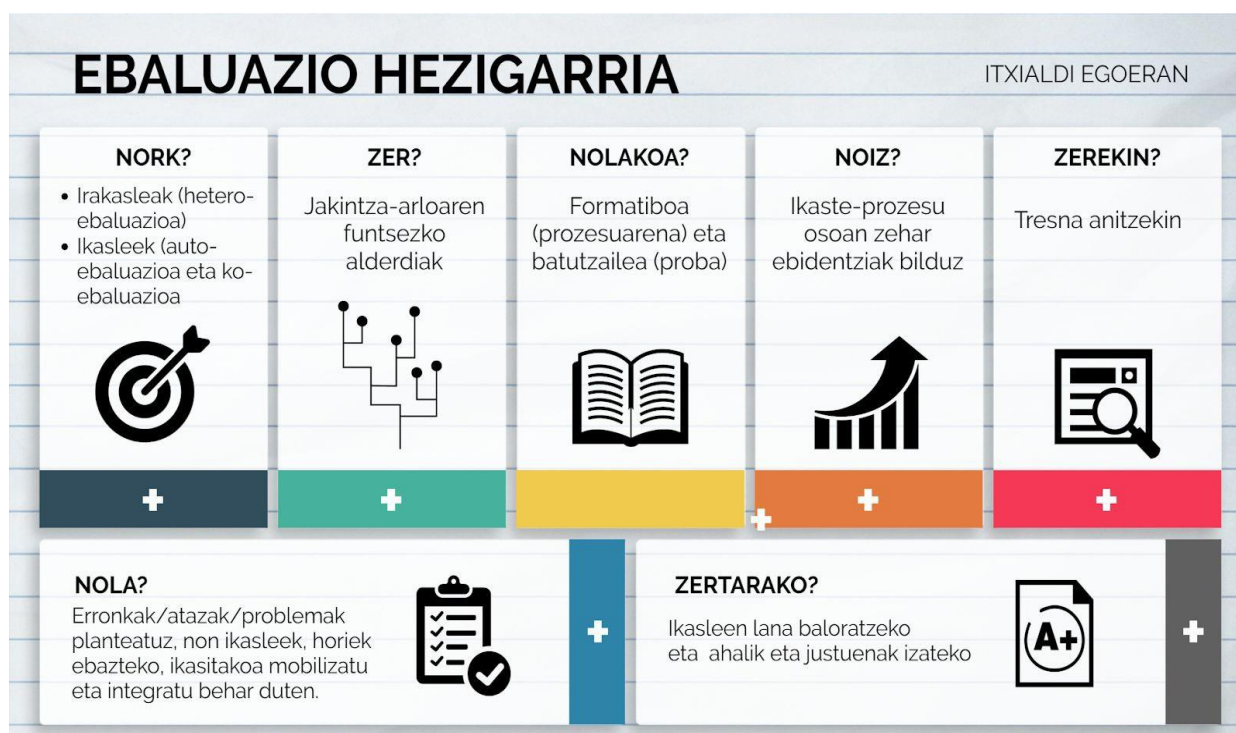 EBALUAZIO HEZIGARRIA
ITXIALDI EGOERAN
NORK?
• Irakasleak (hetero-
ebaluazioa)
• Ikasleek (auto-
ebaluazioa eta ko-
ebaluazioa
ZER?
Jakintza-arloaren
funtsezko
alderdiak
NOLAKOA?
Formatiboa
(prozesuarena) eta
batutzailea (proba)
NOIZ?
Ikaste-prozesu
osoan zehar
ebidentziak bilduz
ZEREKIN?
Tresna anitzekin
NOLA?
Erronkak/atazak/problemak
planteatuz, non ikasleek, horiek
ebazteko, ikasitakoa mobilizatu
eta integratu behar duten.
ZERTARAKO?
Ikasleen lana baloratzeko
eta ahalik eta justuenak izateko
A+